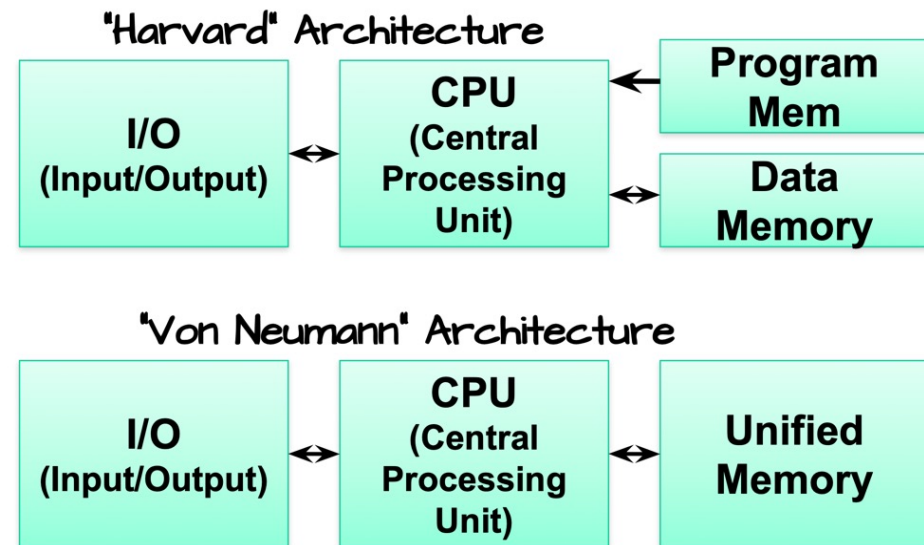 "Harvard" Architecture
I/O
(Input/Output)
CPU
(Central
Processing
Unit)
Program
Mem
Data
Memory
"Von Neumann" Architecture
I/O
(Input/Output)
CPU
(Central
Processing
Unit)
Unified
Memory